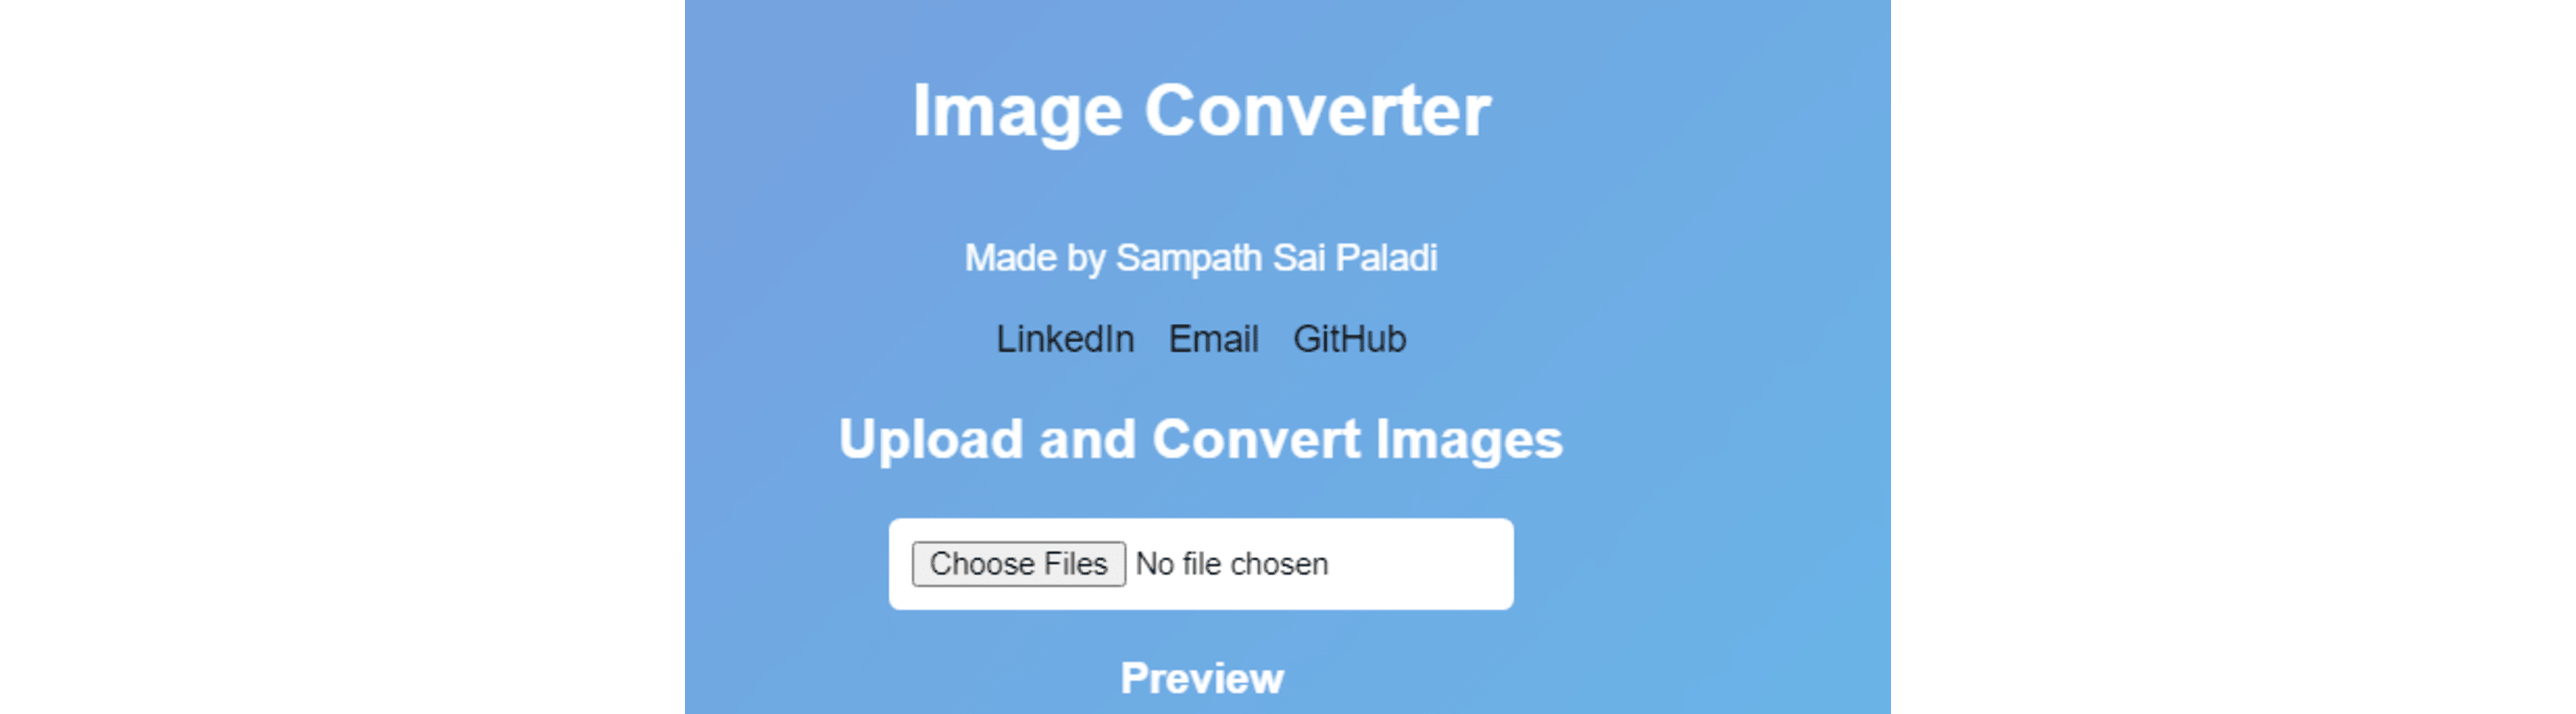 Image Converter
Made by Sampath Sai Paladi
LinkedIn Email GitHub
Upload and Convert Images
Choose Files No file chosen
Preview